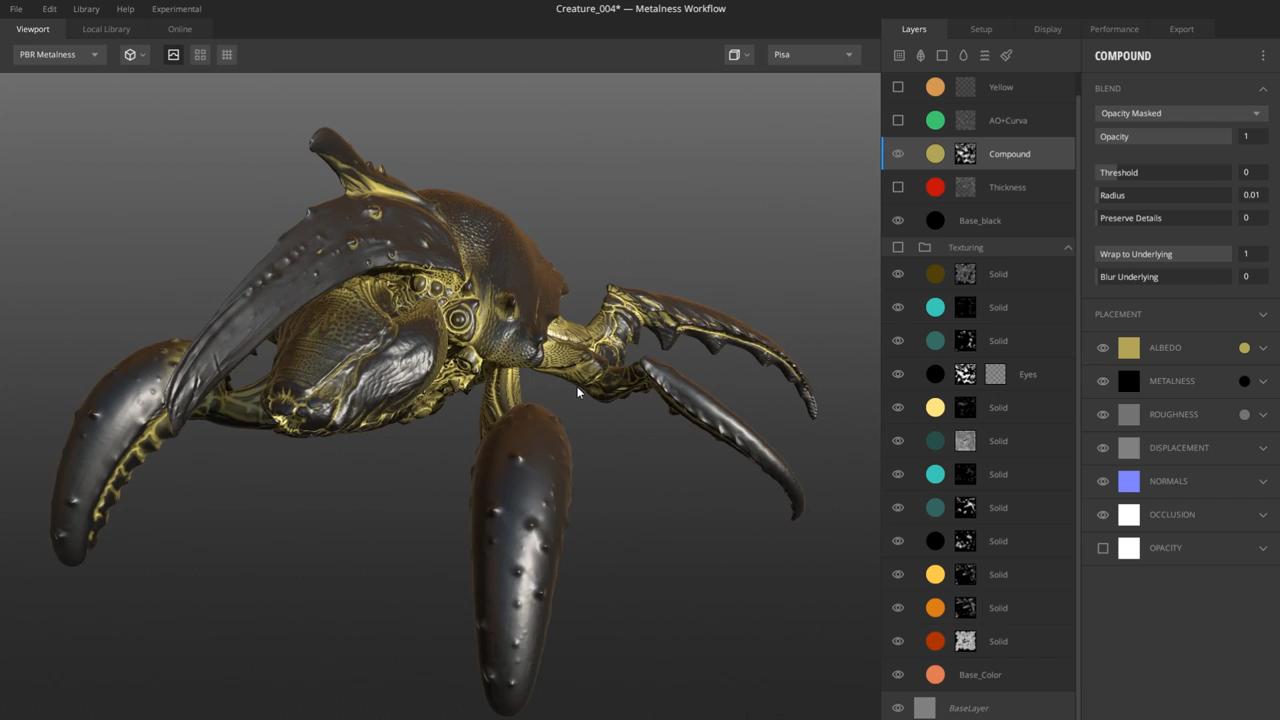 File Edit Library Help Experimental
Creature_004* — Metalness Workflow
Viewport Local Library Online
Layers Setup Display Performance Export
PBR Metalness
Pisa
Yellow
AO+Curva
Compound
Thickness
Base_black
Texturing
Solid
Solid
Solid
Eyes
Solid
Solid
Solid
Solid
Solid
Solid
Solid
Solid
Base_Color
BaseLayer
COMPOUND
BLEND
Opacity Masked
Opacity 1
Threshold 0
Radius 0.01
Preserve Details 0
Wrap to Underlying 1
Blur Underlying 0
PLACEMENT
ALBEDO
METALNESS
ROUGHNESS
DISPLACEMENT
NORMALS
OCCLUSION
OPACITY